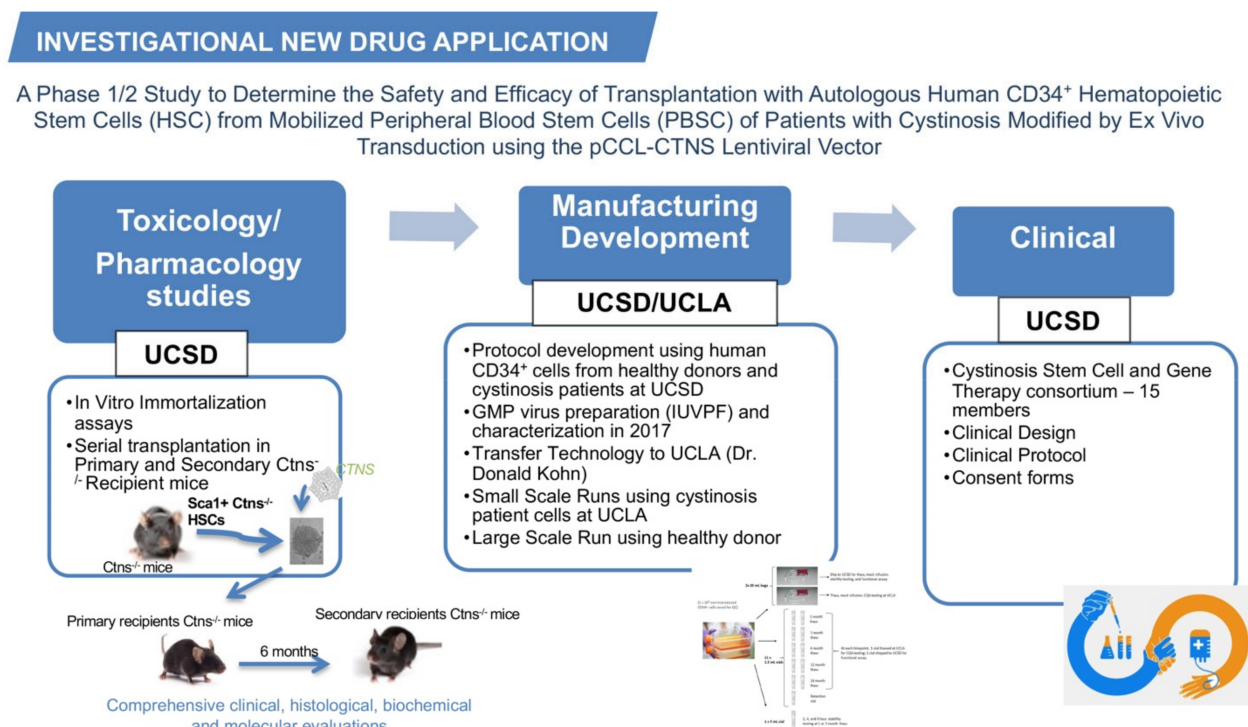 INVESTIGATIONAL NEW DRUG APPLICATION
A Phase 1/2 Study to Determine the Safety and Efficacy of Transplantation with Autologous Human CD34+ Hematopoietic
Stem Cells (HSC) from Mobilized Peripheral Blood Stem Cells (PBSC) of Patients with Cystinosis Modified by Ex Vivo
Transduction using the pCCL-CTNS Lentiviral Vector
Toxicology/
Pharmacology
studies
UCSD
•In Vitro Immortalization
assays
•Serial transplantation in
Primary and Secondary Ctns-
/- Recipient mice
CTNS
Sca1+ Ctns-/-
HSCs
Ctns-/- mice
Primary recipients Ctns-/- mice
6 months
Secondary recipients Ctns-/- mice
Comprehensive clinical, histological, biochemical
and molecular evaluations
Manufacturing
Development
UCSD/UCLA
•Protocol development using human
CD34+ cells from healthy donors and
cystinosis patients at UCSD
•GMP virus preparation (IUVPF) and
characterization in 2017
•Transfer Technology to UCLA (Dr.
Donald Kohn)
•Small Scale Runs using cystinosis
patient cells at UCLA
•Large Scale Run using healthy donor
Clinical
UCSD
•Cystinosis Stem Cell and Gene
Therapy consortium – 15
members
•Clinical Design
•Clinical Protocol
•Consent forms